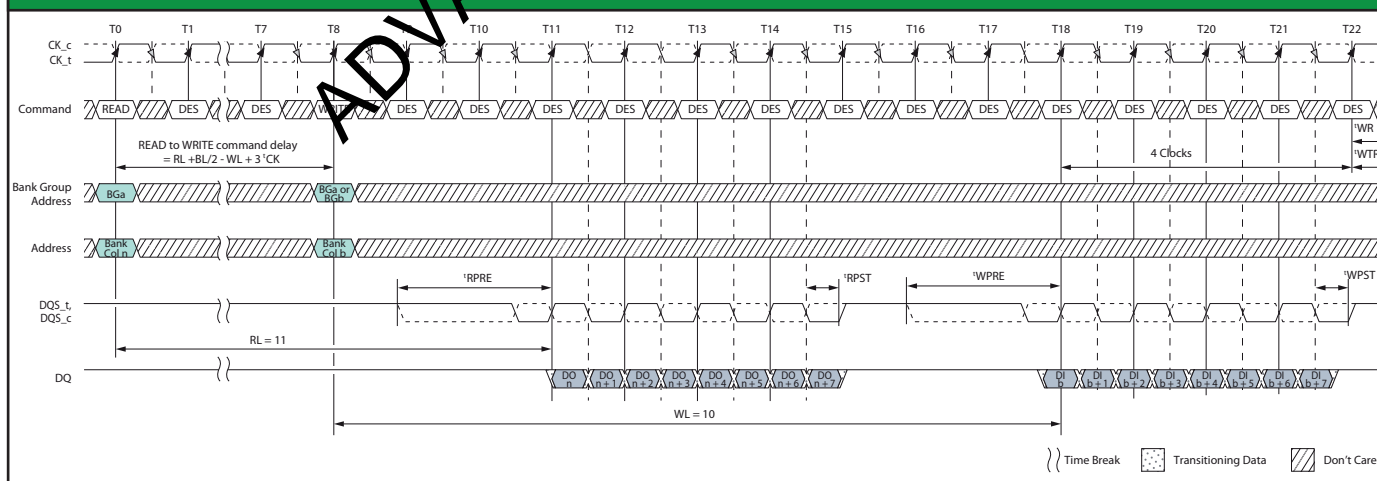 T0 T1 T7 T8 T9 T10 T11 T12 T13 T14 T15 T16 T17 T18 T19 T20 T21 T22
CK_c
CK_t
Command READ DES DES WRITE DES DES DES DES DES DES DES DES DES DES DES DES DES DES
READ to WRITE command delay
= RL +BL/2 - WL + 3 tCK
4 Clocks
tWR
tWTR
Bank Group
Address
BGa
BGa or
BGb
Address
Bank
Col n
Bank
Col b
tRPRE tRPST tWPRE tWPST
DQS_t,
DQS_c
RL = 11
DQ
DO
n
DO
n + 1
DO
n + 2
DO
n + 3
DO
n + 4
DO
n + 5
DO
n + 6
DO
n + 7
DI
b
DI
b + 1
DI
b + 2
DI
b + 3
DI
b + 4
DI
b + 5
DI
b + 6
DI
b + 7
WL = 10
Time Break Transitioning Data Don't Care
ADV